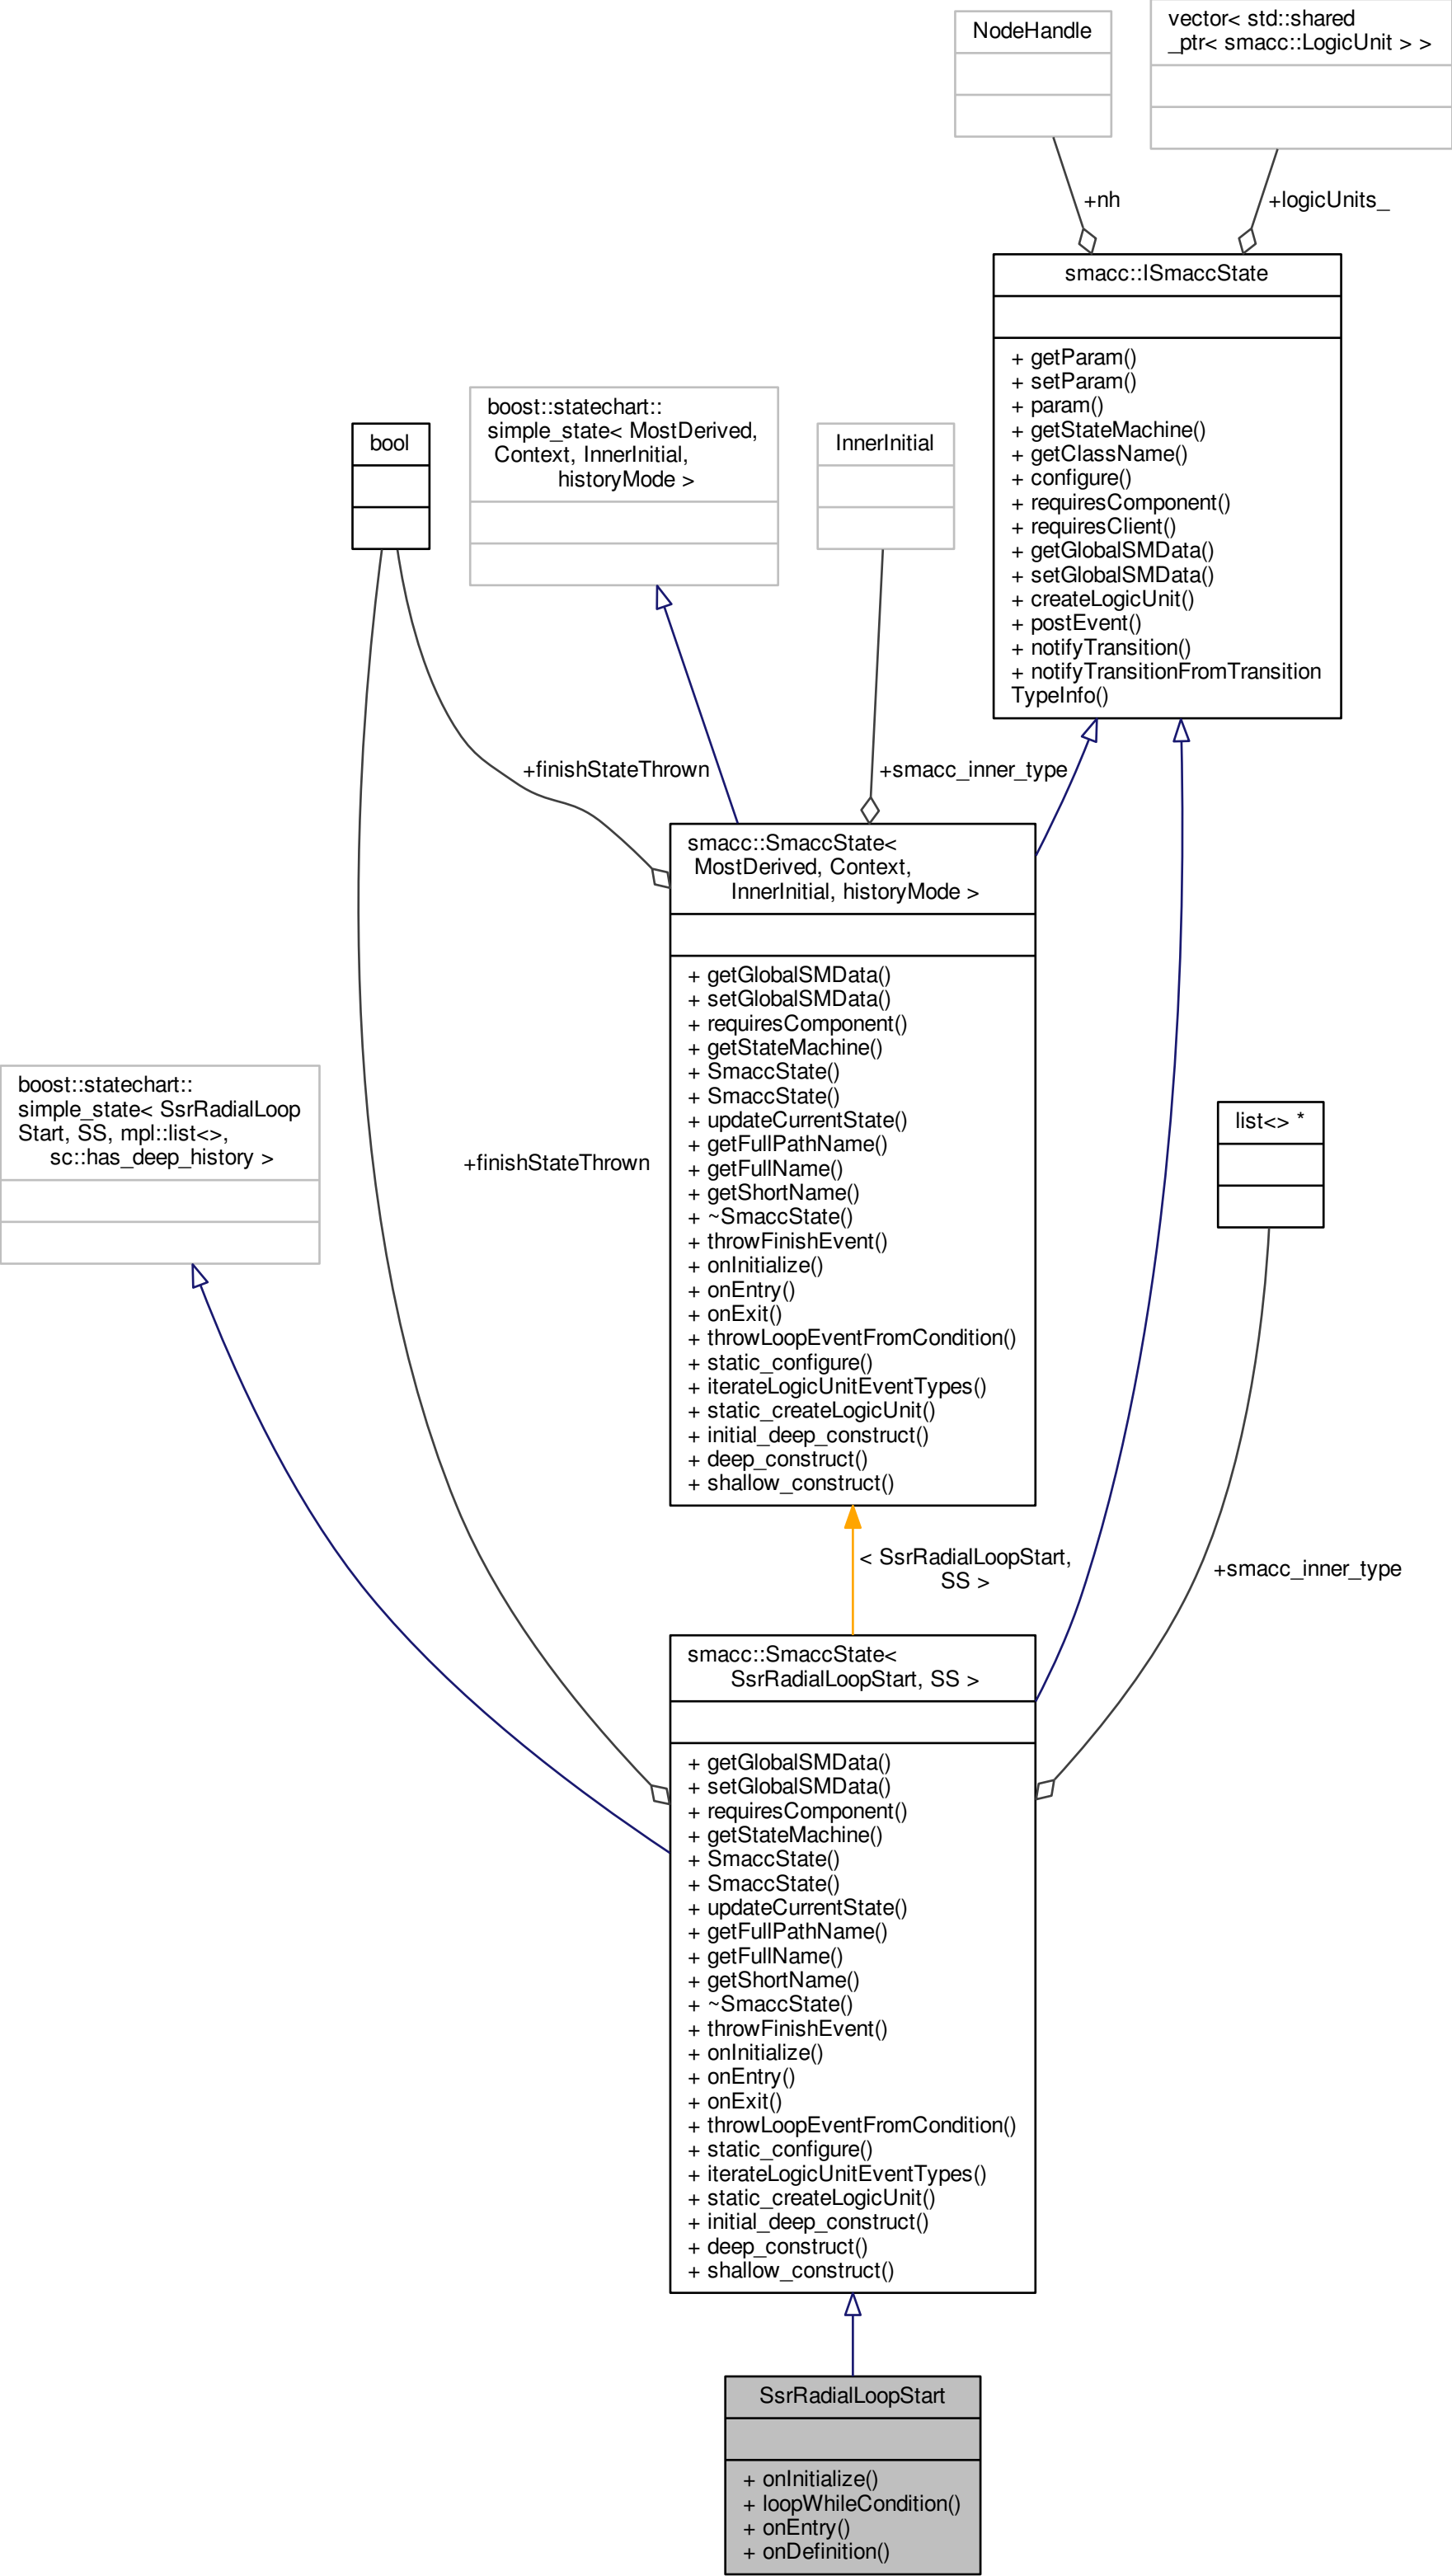 NodeHandle
vector< std::shared
_ptr< smacc::LogicUnit > >
+nh
+logicUnits_
smacc::ISmaccState
+ getParam()
+ setParam()
+ param()
+ getStateMachine()
+ getClassName()
+ configure()
+ requiresComponent()
+ requiresClient()
+ getGlobalSMData()
+ setGlobalSMData()
+ createLogicUnit()
+ postEvent()
+ notifyTransition()
+ notifyTransitionFromTransition
TypeInfo()
bool
boost::statechart::
simple_state< MostDerived,
Context, InnerInitial,
historyMode >
InnerInitial
+finishStateThrown
+smacc_inner_type
smacc::SmaccState<
MostDerived, Context,
InnerInitial, historyMode >
+ getGlobalSMData()
+ setGlobalSMData()
+ requiresComponent()
+ getStateMachine()
+ SmaccState()
+ SmaccState()
+ updateCurrentState()
+ getFullPathName()
+ getFullName()
+ getShortName()
+ ~SmaccState()
+ throwFinishEvent()
+ onInitialize()
+ onEntry()
+ onExit()
+ throwLoopEventFromCondition()
+ static_configure()
+ iterateLogicUnitEventTypes()
+ static_createLogicUnit()
+ initial_deep_construct()
+ deep_construct()
+ shallow_construct()
boost::statechart::
simple_state< SsrRadialLoop
Start, SS, mpl::list<>,
sc::has_deep_history >
+finishStateThrown
list<> *
< SsrRadialLoopStart,
SS >
+smacc_inner_type
smacc::SmaccState<
SsrRadialLoopStart, SS >
+ getGlobalSMData()
+ setGlobalSMData()
+ requiresComponent()
+ getStateMachine()
+ SmaccState()
+ SmaccState()
+ updateCurrentState()
+ getFullPathName()
+ getFullName()
+ getShortName()
+ ~SmaccState()
+ throwFinishEvent()
+ onInitialize()
+ onEntry()
+ onExit()
+ throwLoopEventFromCondition()
+ static_configure()
+ iterateLogicUnitEventTypes()
+ static_createLogicUnit()
+ initial_deep_construct()
+ deep_construct()
+ shallow_construct()
SsrRadialLoopStart
+ onInitialize()
+ loopWhileCondition()
+ onEntry()
+ onDefinition()